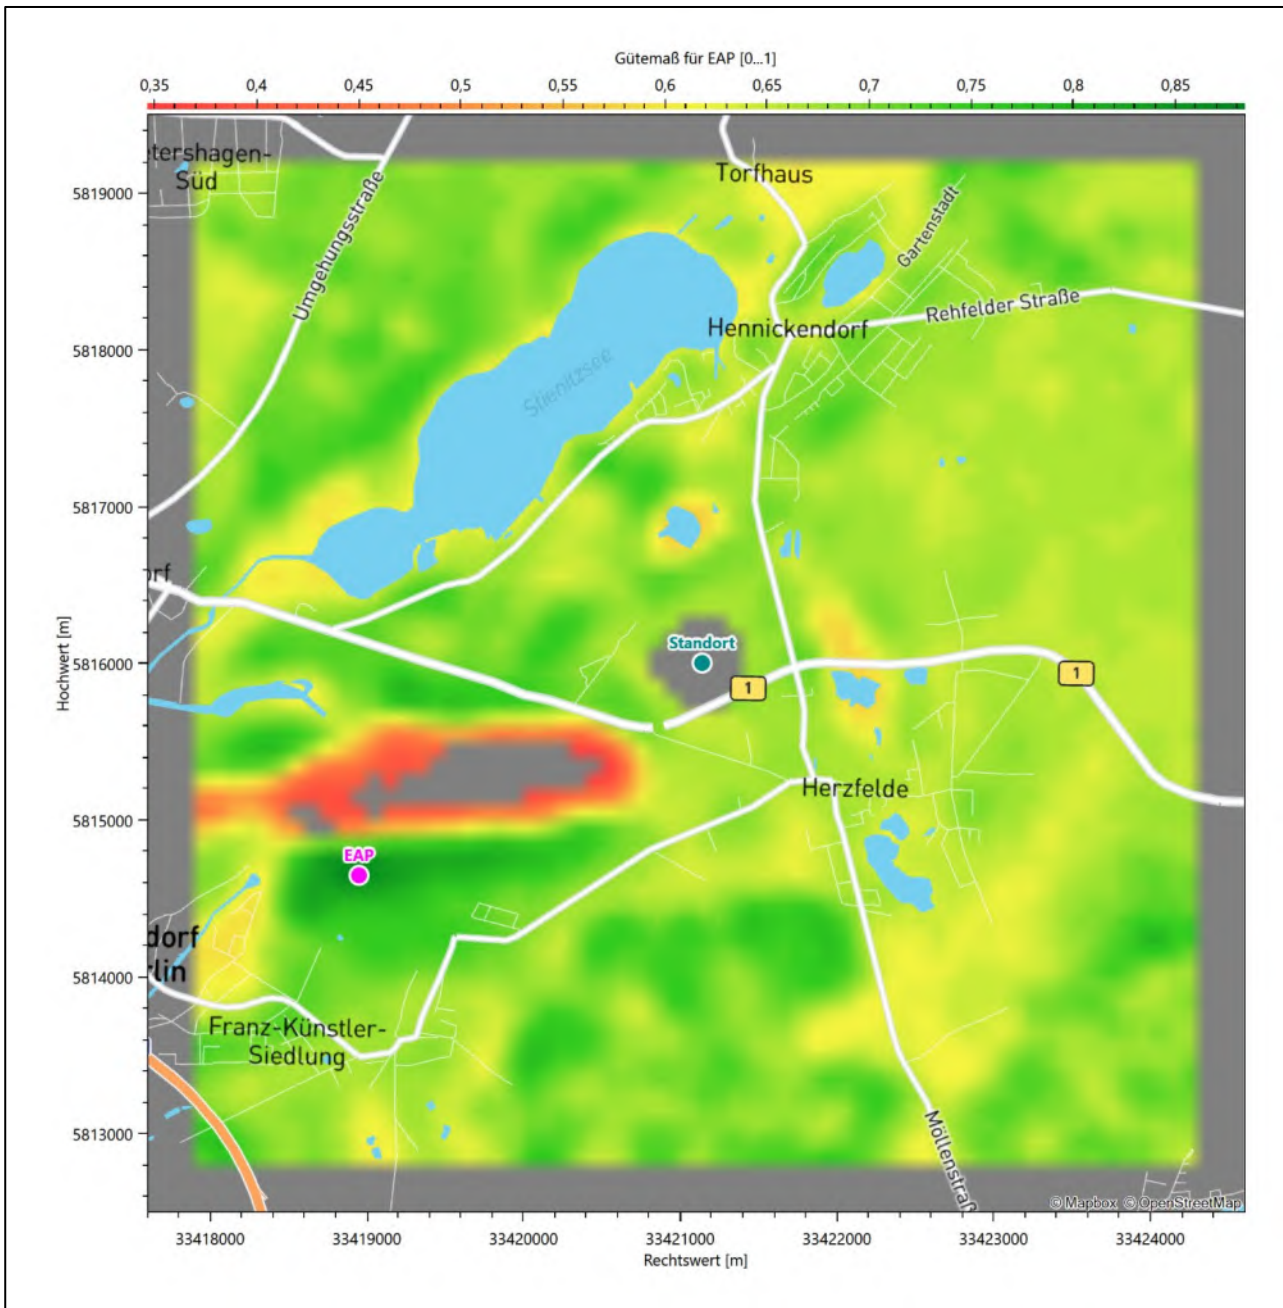 Gütemaß für EAP [0...1]
0,35 0,4 0,45 0,5 0,55 0,6 0,65 0,7 0,75 0,8 0,85
etershagen-
Süd
Torfhaus
5819000
Umgehungsstraße
Gartenstadt
Rehfelder Straße
Hennickendorf
5818000
Stienitzsee
5817000
orf
Standort
5816000
Hochwert [m]
1
1
Herzfelde
5815000
EAP
dorf
rlin
5814000
Franz-Künstler-
Siedlung
5813000
Möllenstraß
© Mapbox © OpenStreetMap
33418000 33419000 33420000 33421000 33422000 33423000 33424000
Rechtswert [m]